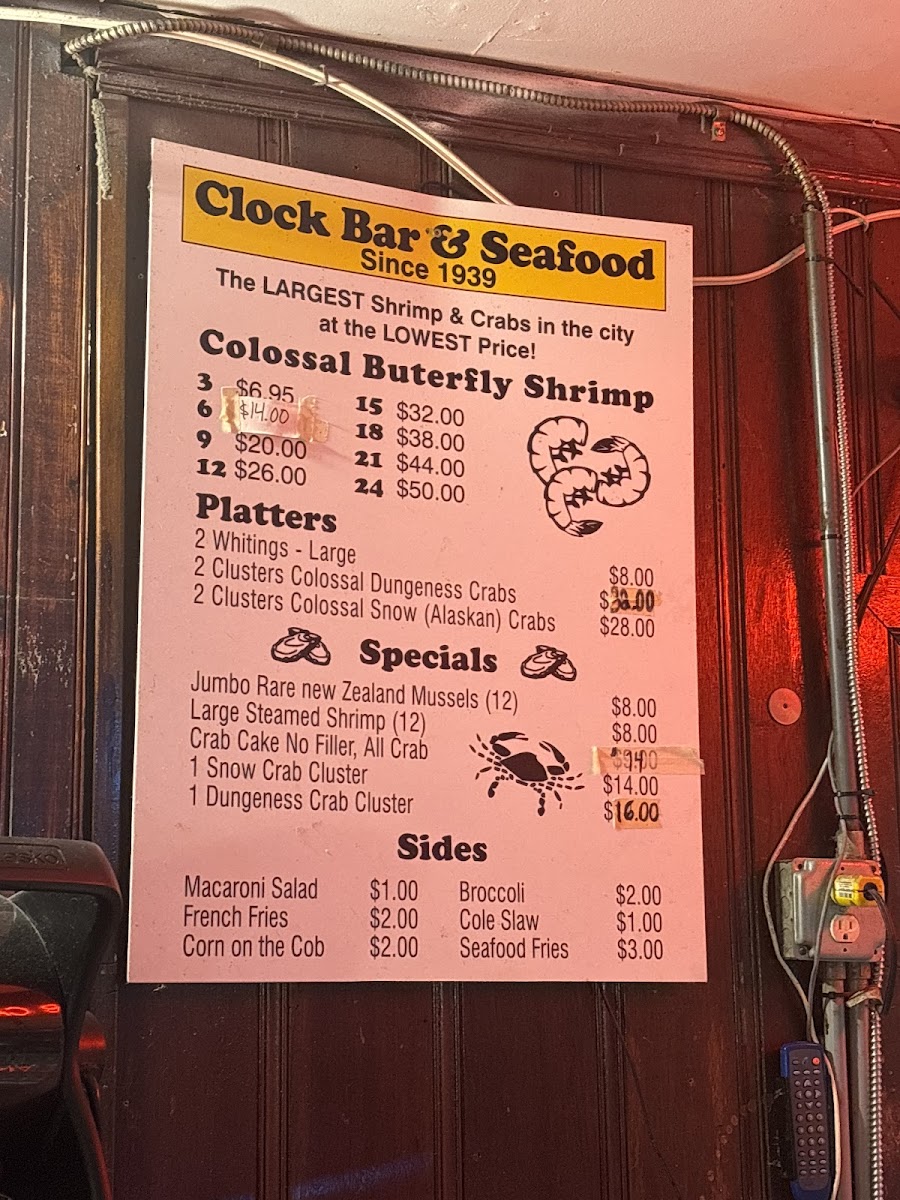 Clock Bar & Seafood
Since 1939
The LARGEST Shrimp & Crabs in the city
at the LOWEST Price!
Colossal Buterfly Shrimp
3 $6.95 15 $32.00
6 $14.00 18 $38.00
9 $20.00 21 $44.00
12 $26.00 24 $50.00
Platters
2 Whitings - Large $8.00
2 Clusters Colossal Dungeness Crabs $32.00
2 Clusters Colossal Snow (Alaskan) Crabs $28.00
Specials
Jumbo Rare new Zealand Mussels (12) $8.00
Large Steamed Shrimp (12) $8.00
Crab Cake No Filler, All Crab
1 Snow Crab Cluster $14.00
1 Dungeness Crab Cluster $16.00
Sides
Macaroni Salad $1.00 Broccoli $2.00
French Fries $2.00 Cole Slaw $1.00
Corn on the Cob $2.00 Seafood Fries $3.00